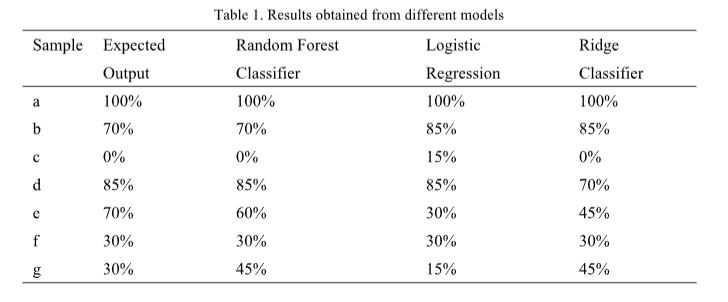 Table 1. Results obtained from different models
Sample Expected Random Forest Logistic Ridge
Output Classifier Regression Classifier
a 100% 100% 100% 100%
b 70% 70% 85% 85%
c 0% 0% 15% 0%
d 85% 85% 85% 70%
e 70% 60% 30% 45%
f 30% 30% 30% 30%
g 30% 45% 15% 45%